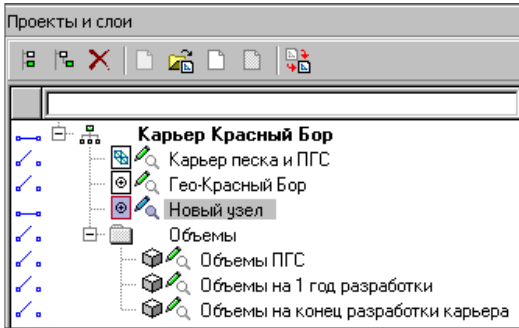 Проекты и слои
Карьер Красный Бор
Карьер песка и ПГС
Гео-Красный Бор
Новый узел
Объемы
Объемы ПГС
Объемы на 1 год разработки
Объемы на конец разработки карьера